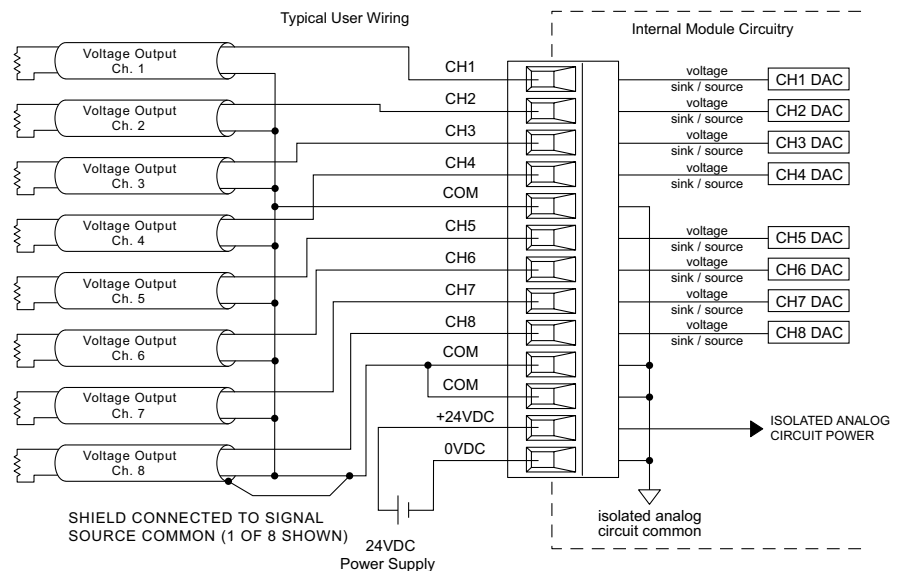 Typical User Wiring
Internal Module Circuitry
Voltage Output
Ch. 1
Voltage Output
Ch. 2
Voltage Output
Ch. 3
Voltage Output
Ch. 4
Voltage Output
Ch. 5
Voltage Output
Ch. 6
Voltage Output
Ch. 7
Voltage Output
Ch. 8
SHIELD CONNECTED TO SIGNAL
SOURCE COMMON (1 OF 8 SHOWN)
24VDC
Power Supply
CH1
CH2
CH3
CH4
COM
CH5
CH6
CH7
CH8
COM
COM
+24VDC
0VDC
voltage
sink / source
CH1 DAC
voltage
sink / source
CH2 DAC
voltage
sink / source
CH3 DAC
voltage
sink / source
CH4 DAC
voltage
sink / source
CH5 DAC
voltage
sink / source
CH6 DAC
voltage
sink / source
CH7 DAC
voltage
sink / source
CH8 DAC
ISOLATED ANALOG
CIRCUIT POWER
isolated analog
circuit common